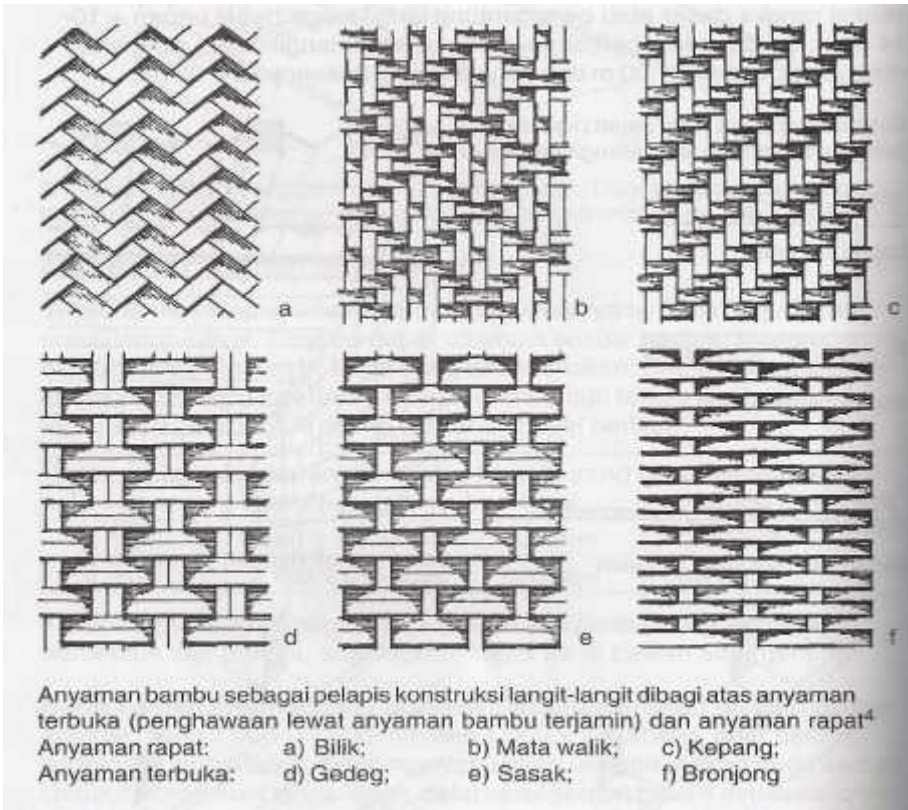 a
b
c
d
e
f
Anyaman bambu sebagai pelapis konstruksi langit-langit dibagi atas anyaman
terbuka (penghawaan lewat anyaman bambu terjamin) dan anyaman rapat⁴
Anyaman rapat: a) Bilik; b) Mata walik; c) Kepang;
Anyaman terbuka: d) Gedeg; e) Sasak; f) Bronjong